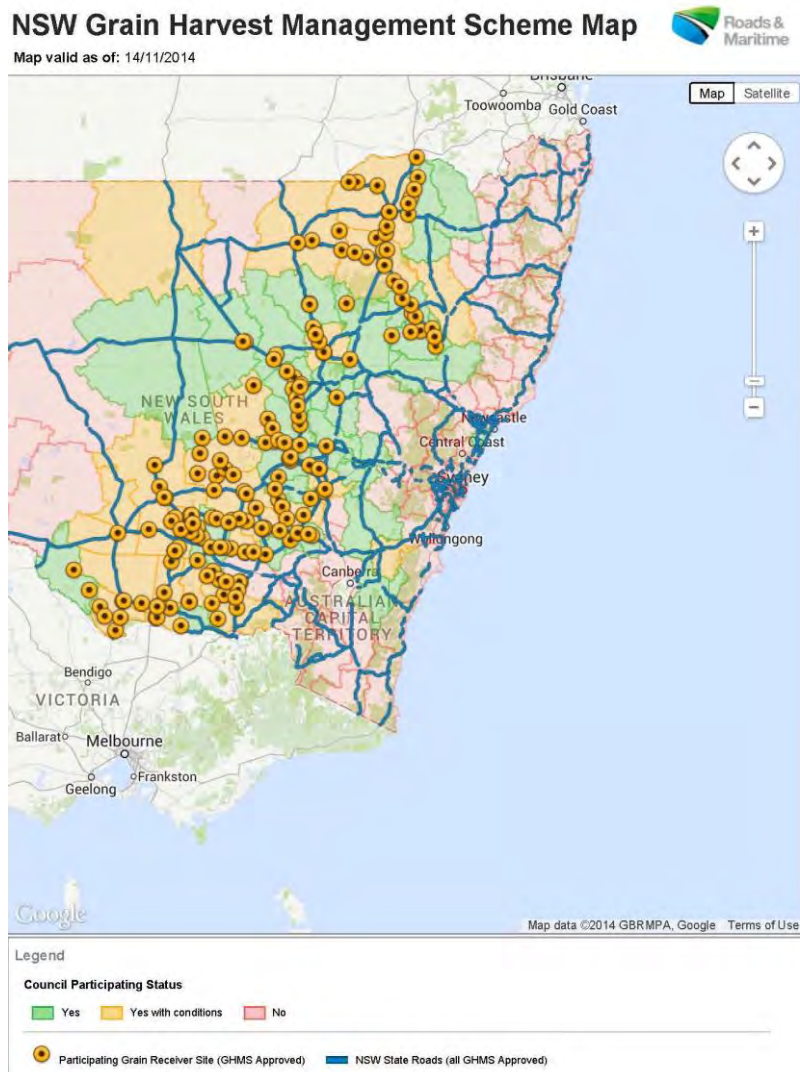 NSW Grain Harvest Management Scheme Map
Roads &
Maritime
Map valid as of: 14/11/2014
Brisbane
Toowoomba
Gold Coast
Map
Satellite
+
−
NEW SOUTH
WALES
Newcastle
Central Coast
Sydney
Wollongong
Canberra
AUSTRALIAN
CAPITAL
TERRITORY
Bendigo
VICTORIA
Ballarat
Melbourne
Geelong
Frankston
Google
Map data ©2014 GBRMPA, Google
Terms of Use
Legend
Council Participating Status
Yes
Yes with conditions
No
Participating Grain Receiver Site (GHMS Approved)
NSW State Roads (all GHMS Approved)